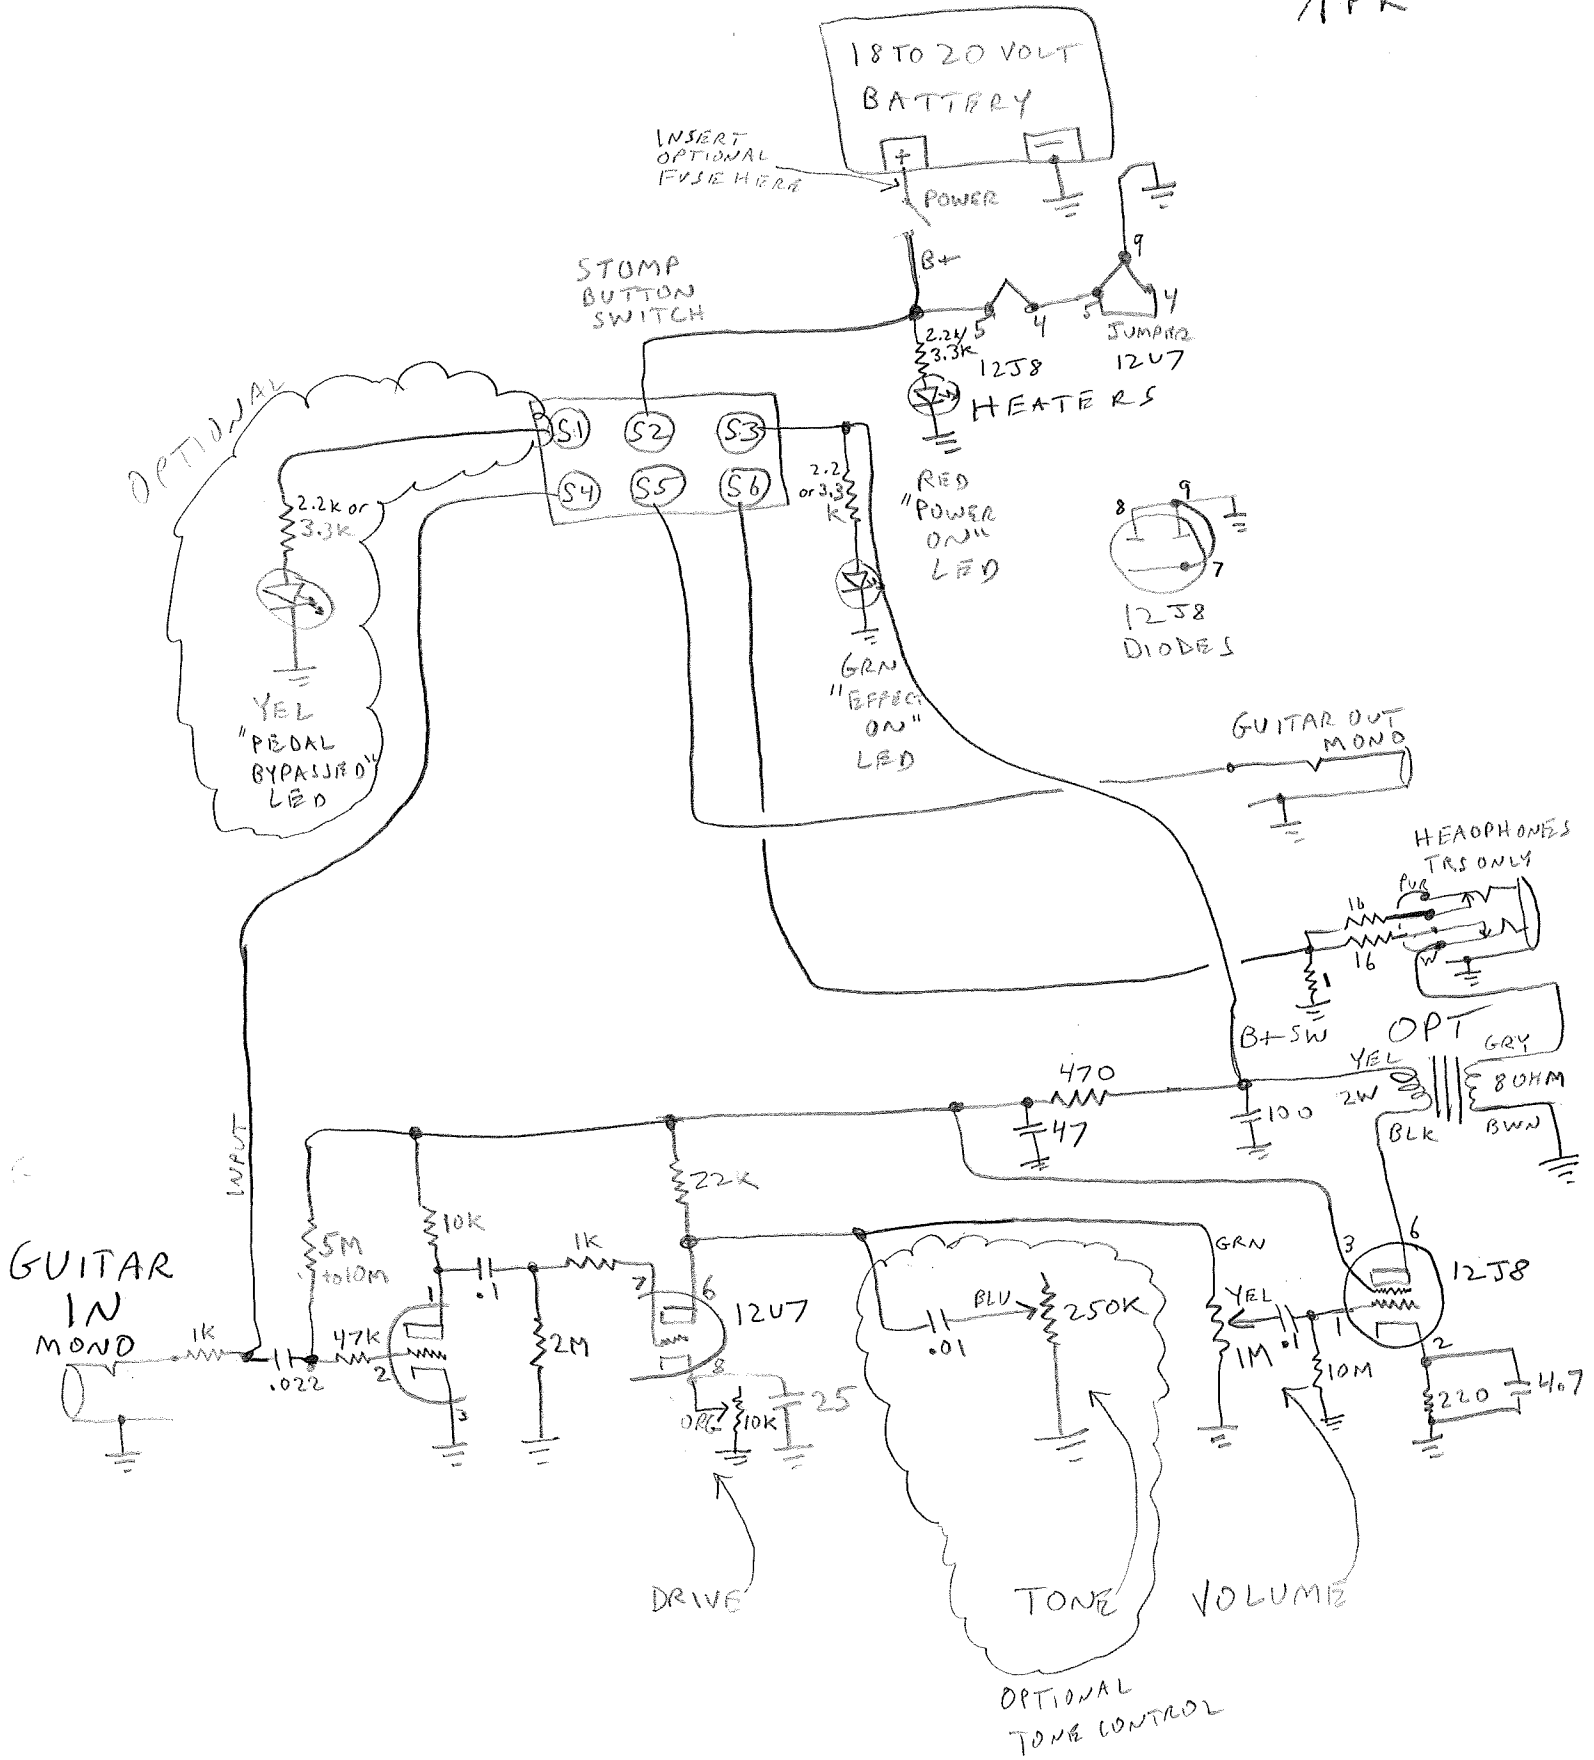 18 TO 20 VOLT
BATTERY
+
-
INSERT
OPTIONAL
FUSE HERE
POWER
B+
9
5
4
5
4
JUMPER
12U7
2.2K/
3.3K
12J8
HEATERS
STOMP
BUTTON
SWITCH
OPTIONAL
S1 S2 S3
S4 S5 S6
2.2K or
3.3K
YEL
"PEDAL
BYPASSED"
LED
2.2
or 3.3
K
GRN
"EFFECT
ON"
LED
RED
"POWER
ON"
LED
8
9
7
12J8
DIODES
GUITAR OUT
MONO
HEADPHONES
TRS ONLY
PUR
16
16
W
1
B+SW
OPT
YEL
2W
GRY
8 OHM
BLK
BWN
470
47
100
INPUT
5M
to 10M
10K
.1
1K
22K
GUITAR
IN
MONO
1K
.022
47K
1
2
3
2M
7
6
12U7
8
ORG
10K
25
DRIVE
.01
BLU
250K
TONE
OPTIONAL
TONE CONTROL
GRN
YEL
1M
.1
VOLUME
10M
3
6
12J8
1
2
220
4.7